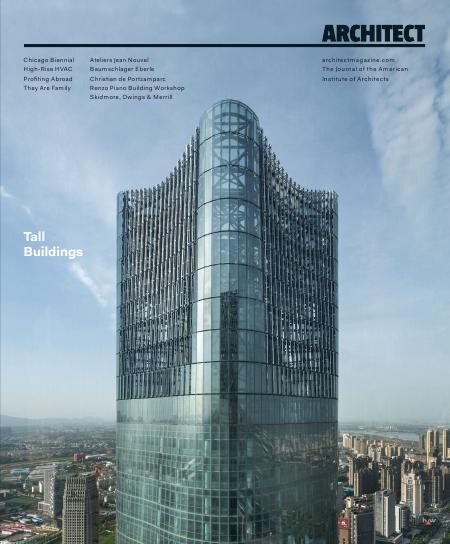 ARCHITECT
Chicago Biennial
High-Rise HVAC
Profiting Abroad
They Are Family
Ateliers Jean Nouvel
Baumschlager Eberle
Christian de Portzamparc
Renzo Piano Building Workshop
Skidmore, Owings & Merrill
architectmagazine.com
The Journal of the American
Institute of Architects
Tall
Buildings